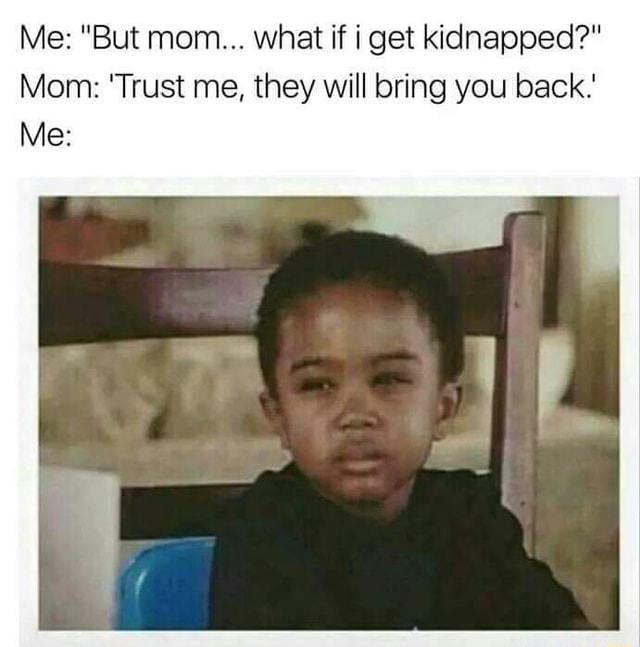 Me: "But mom... what if i get kidnapped?"
Mom: 'Trust me, they will bring you back.'
Me: